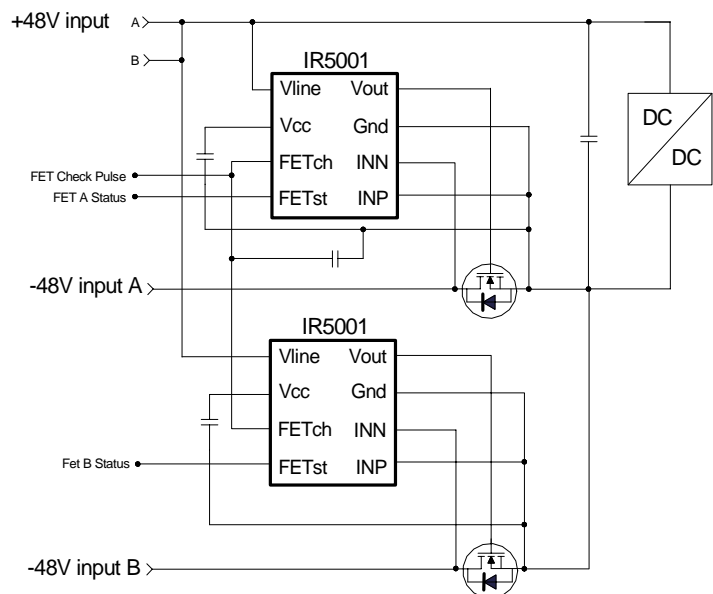 +48V input A
B
IR5001
Vline Vout
Vcc Gnd
FETch INN
FETst INP
DC
DC
FET Check Pulse
FET A Status
-48V input A
IR5001
Vline Vout
Vcc Gnd
FETch INN
FETst INP
Fet B Status
-48V input B